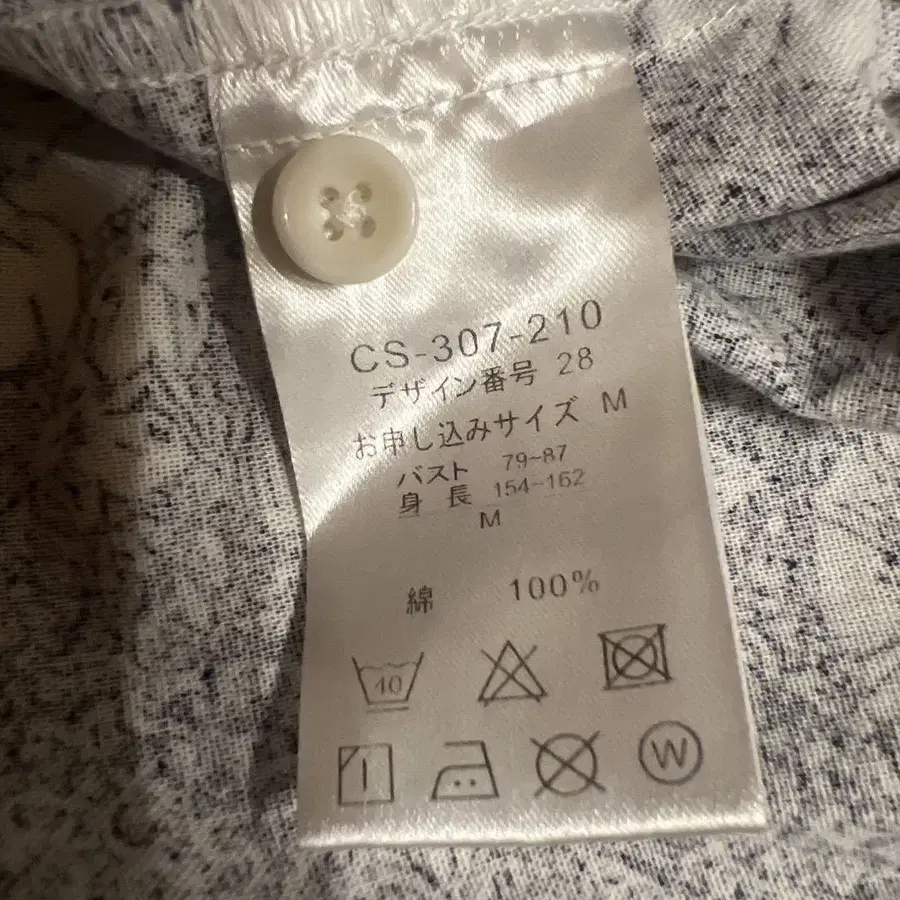 CS-307-210
デザイン番号 28
お申し込みサイズ M
バスト 79~87
身長 154~162
M
綿 100%
40
W